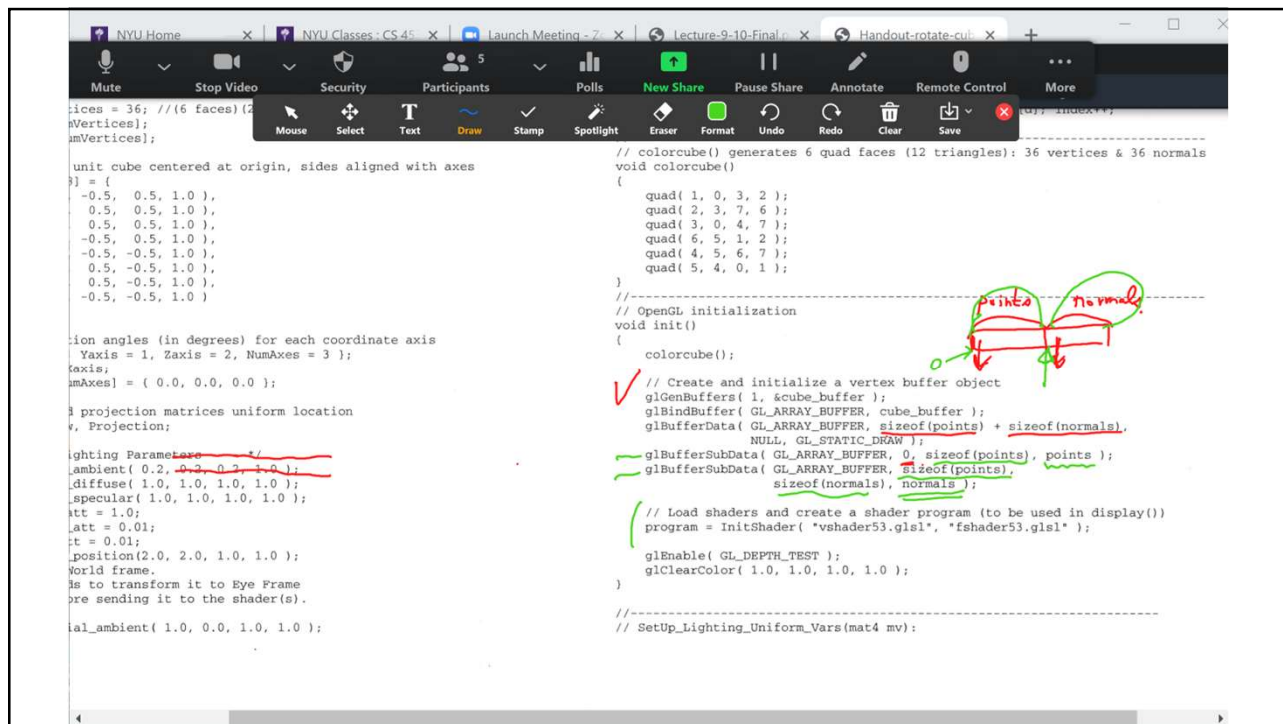 NYU Home
NYU Classes : CS 45
Launch Meeting - Zo
Lecture-9-10-Final.p
Handout-rotate-cub
Mute
Stop Video
Security
Participants
5
Polls
New Share
Pause Share
Annotate
Remote Control
More
Mouse
Select
Text
Draw
Stamp
Spotlight
Eraser
Format
Undo
Redo
Clear
Save
tices = 36; //(6 faces)(2
mVertices];
umVertices];
unit cube centered at origin, sides aligned with axes
8] = {
-0.5, 0.5, 1.0 ),
0.5, 0.5, 1.0 ),
0.5, 0.5, 1.0 ),
-0.5, 0.5, 1.0 ),
-0.5, -0.5, 1.0 ),
0.5, -0.5, 1.0 ),
0.5, -0.5, 1.0 ),
-0.5, -0.5, 1.0 )
tion angles (in degrees) for each coordinate axis
Yaxis = 1, Zaxis = 2, NumAxes = 3 };
Xaxis;
umAxes] = { 0.0, 0.0, 0.0 };
d projection matrices uniform location
w, Projection;
ighting Parameters */
_ambient( 0.2, 0.2, 0.2, 1.0 );
_diffuse( 1.0, 1.0, 1.0, 1.0 );
_specular( 1.0, 1.0, 1.0, 1.0 );
att = 1.0;
_att = 0.01;
tt = 0.01;
_position(2.0, 2.0, 1.0, 1.0 );
World frame.
ds to transform it to Eye Frame
ore sending it to the shader(s).
ial_ambient( 1.0, 0.0, 1.0, 1.0 );
index++;
//----------------------------------------------------------------------------
// colorcube() generates 6 quad faces (12 triangles): 36 vertices & 36 normals
void colorcube()
{
quad( 1, 0, 3, 2 );
quad( 2, 3, 7, 6 );
quad( 3, 0, 4, 7 );
quad( 6, 5, 1, 2 );
quad( 4, 5, 6, 7 );
quad( 5, 4, 0, 1 );
}
//----------------------------------------------------------------------------
points normals
// OpenGL initialization
void init()
{
0
colorcube();
// Create and initialize a vertex buffer object
glGenBuffers( 1, &cube_buffer );
glBindBuffer( GL_ARRAY_BUFFER, cube_buffer );
glBufferData( GL_ARRAY_BUFFER, sizeof(points) + sizeof(normals),
NULL, GL_STATIC_DRAW );
glBufferSubData( GL_ARRAY_BUFFER, 0, sizeof(points), points );
glBufferSubData( GL_ARRAY_BUFFER, sizeof(points),
sizeof(normals), normals );
// Load shaders and create a shader program (to be used in display())
program = InitShader( "vshader53.glsl", "fshader53.glsl" );
glEnable( GL_DEPTH_TEST );
glClearColor( 1.0, 1.0, 1.0, 1.0 );
}
//----------------------------------------------------------------------
// SetUp_Lighting_Uniform_Vars(mat4 mv):